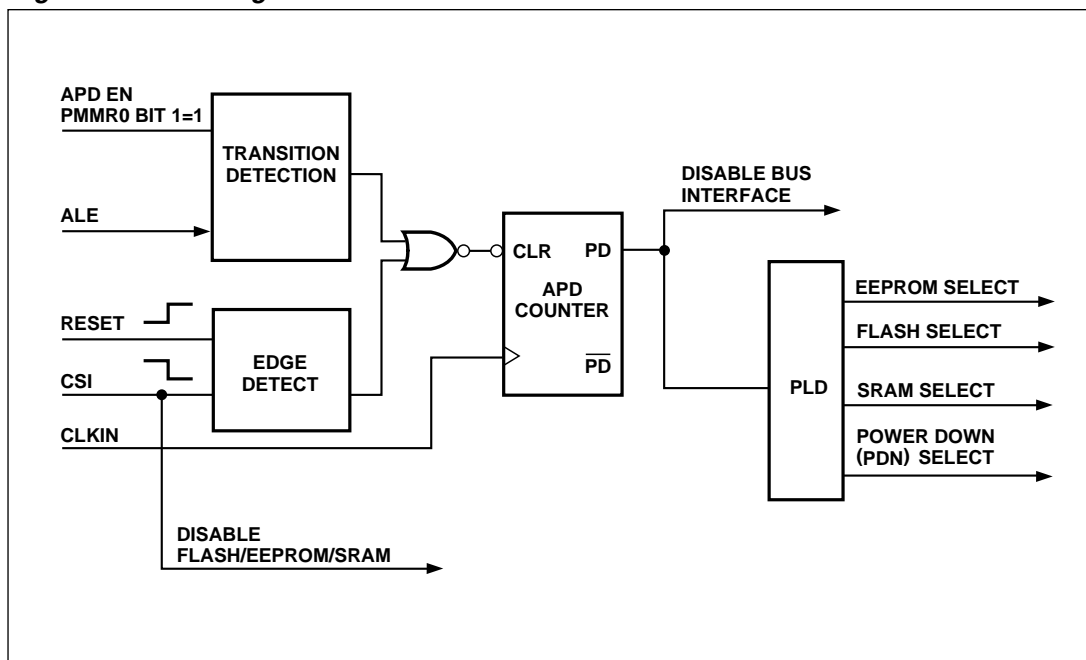 APD EN
PMMR0 BIT 1=1
TRANSITION
DETECTION
ALE
RESET
CSI
EDGE
DETECT
CLKIN
DISABLE
FLASH/EEPROM/SRAM
CLR
PD
APD
COUNTER
PD
DISABLE BUS
INTERFACE
PLD
EEPROM SELECT
FLASH SELECT
SRAM SELECT
POWER DOWN
(PDN) SELECT